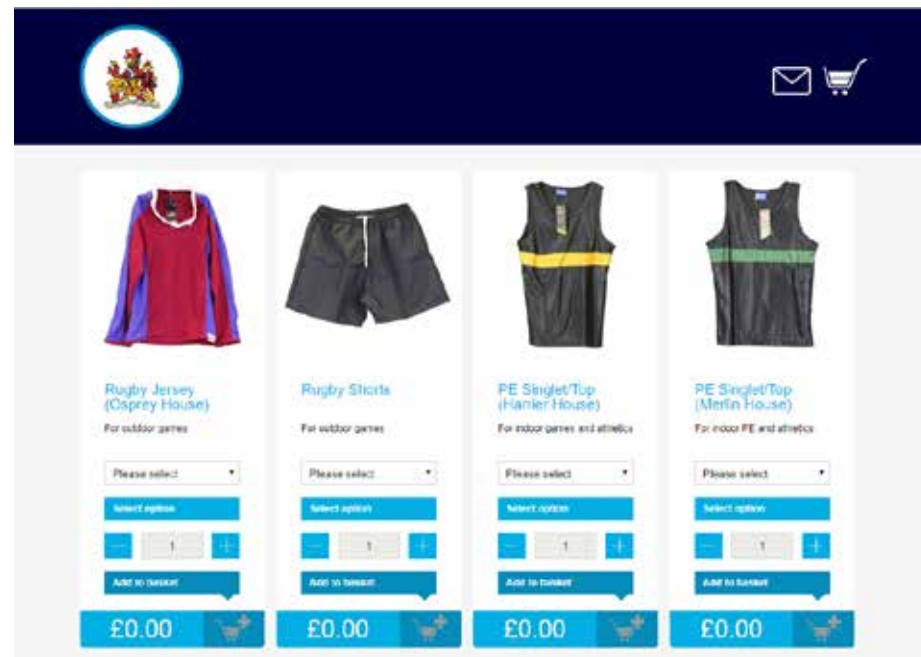 Rugby Jersey
(Osprey House)
For outdoor games
Please select
Select option
1
Add to basket
£0.00
Rugby Shorts
For outdoor games
Please select
Select option
1
Add to basket
£0.00
PE Singlet/Top
(Harrier House)
For indoor games and athletics
Please select
Select option
1
Add to basket
£0.00
PE Singlet/Top
(Merlin House)
For indoor PE and athletics
Please select
Select option
1
Add to basket
£0.00